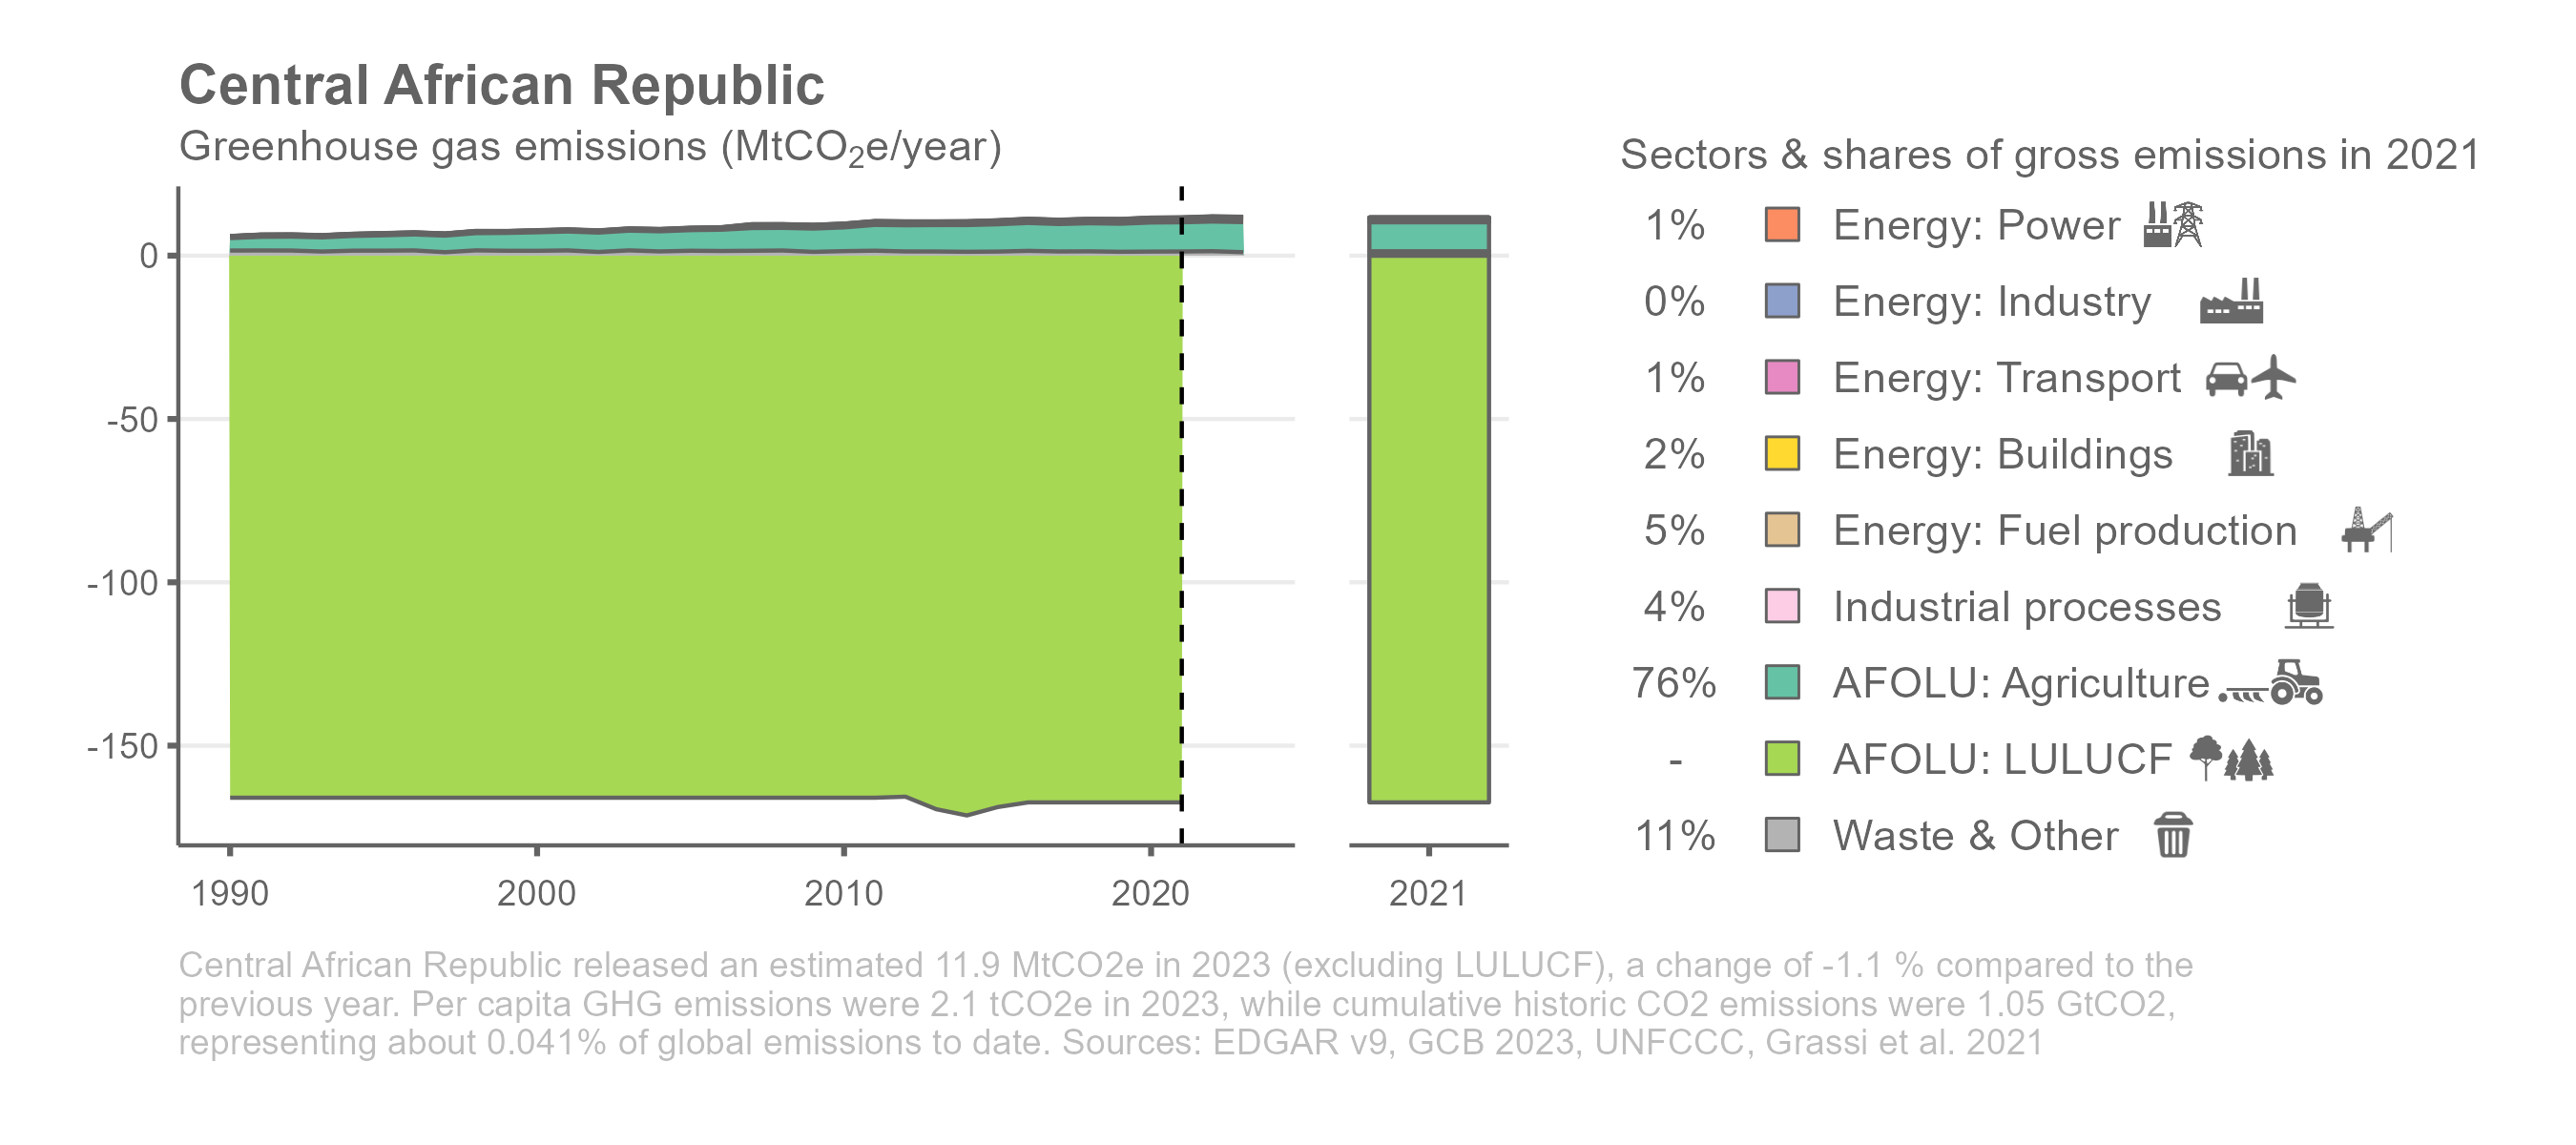 Central African Republic
Greenhouse gas emissions (MtCO₂e/year)
0
-50
-100
-150
1990
2000
2010
2020
2021
Sectors & shares of gross emissions in 2021
1% Energy: Power
0% Energy: Industry
1% Energy: Transport
2% Energy: Buildings
5% Energy: Fuel production
4% Industrial processes
76% AFOLU: Agriculture
- AFOLU: LULUCF
11% Waste & Other
Central African Republic released an estimated 11.9 MtCO2e in 2023 (excluding LULUCF), a change of -1.1 % compared to the
previous year. Per capita GHG emissions were 2.1 tCO2e in 2023, while cumulative historic CO2 emissions were 1.05 GtCO2,
representing about 0.041% of global emissions to date. Sources: EDGAR v9, GCB 2023, UNFCCC, Grassi et al. 2021